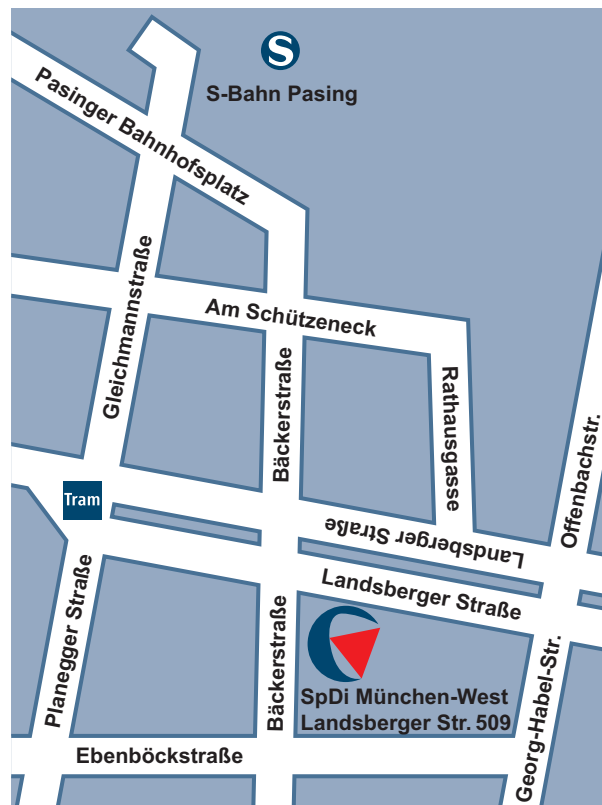 S
S-Bahn Pasing
Pasinger Bahnhofsplatz
Gleichmannstraße
Am Schützeneck
Bäckerstraße
Rathausgasse
Offenbachstr.
Tram
Landsberger Straße
Landsberger Straße
Planegger Straße
Bäckerstraße
SpDi München-West
Landsberger Str. 509
Georg-Habel-Str.
Ebenböckstraße